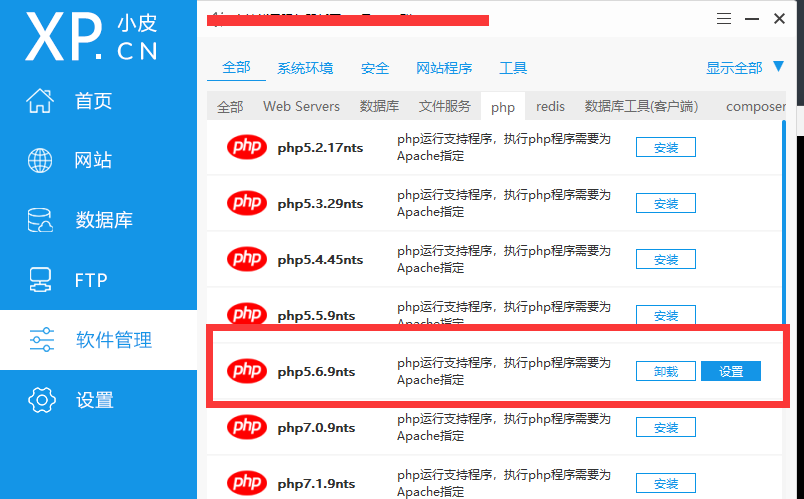 XP.CN 小皮
首页
网站
数据库
FTP
软件管理
设置
全部 系统环境 安全 网站程序 工具 显示全部
全部 Web Servers 数据库 文件服务 php redis 数据库工具(客户端) composer
php php5.2.17nts php运行支持程序，执行php程序需要为 安装
Apache指定
php php5.3.29nts php运行支持程序，执行php程序需要为 安装
Apache指定
php php5.4.45nts php运行支持程序，执行php程序需要为 安装
Apache指定
php php5.5.9nts php运行支持程序，执行php程序需要为 安装
Apache指定
php php5.6.9nts php运行支持程序，执行php程序需要为 卸载 设置
Apache指定
php php7.0.9nts php运行支持程序，执行php程序需要为 安装
Apache指定
php php7.1.9nts php运行支持程序，执行php程序需要为 安装
Apache指定